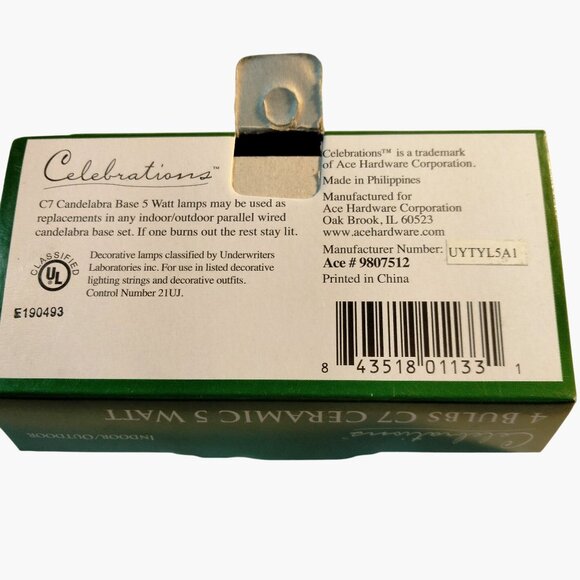 Celebrations™
C7 Candelabra Base 5 Watt lamps may be used as
replacements in any indoor/outdoor parallel wired
candelabra base set. If one burns out the rest stay lit.
CLASSIFIED
UL
®
E190493
Decorative lamps classified by Underwriters
Laboratories inc. For use in listed decorative
lighting strings and decorative outfits.
Control Number 21UJ.
Celebrations™ is a trademark
of Ace Hardware Corporation.
Made in Philippines
Manufactured for
Ace Hardware Corporation
Oak Brook, IL 60523
www.acehardware.com
Manufacturer Number: UYTYL5A1
Ace # 9807512
Printed in China
8 43518 01133 1
Celebrations™
4 BULBS C7 CERAMIC 5 WATT
INDOOR/OUTDOOR